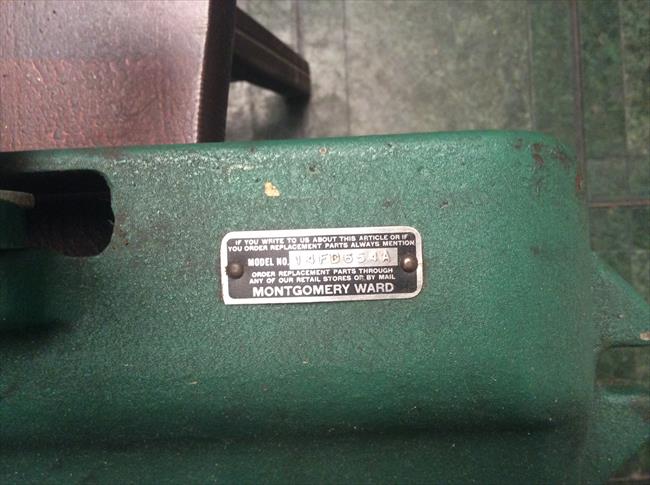 IF YOU WRITE TO US ABOUT THIS ARTICLE OR IF
YOU ORDER REPLACEMENT PARTS ALWAYS MENTION
MODEL NO. 14FD654A
ORDER REPLACEMENT PARTS THROUGH
ANY OF OUR RETAIL STORES OR BY MAIL
MONTGOMERY WARD